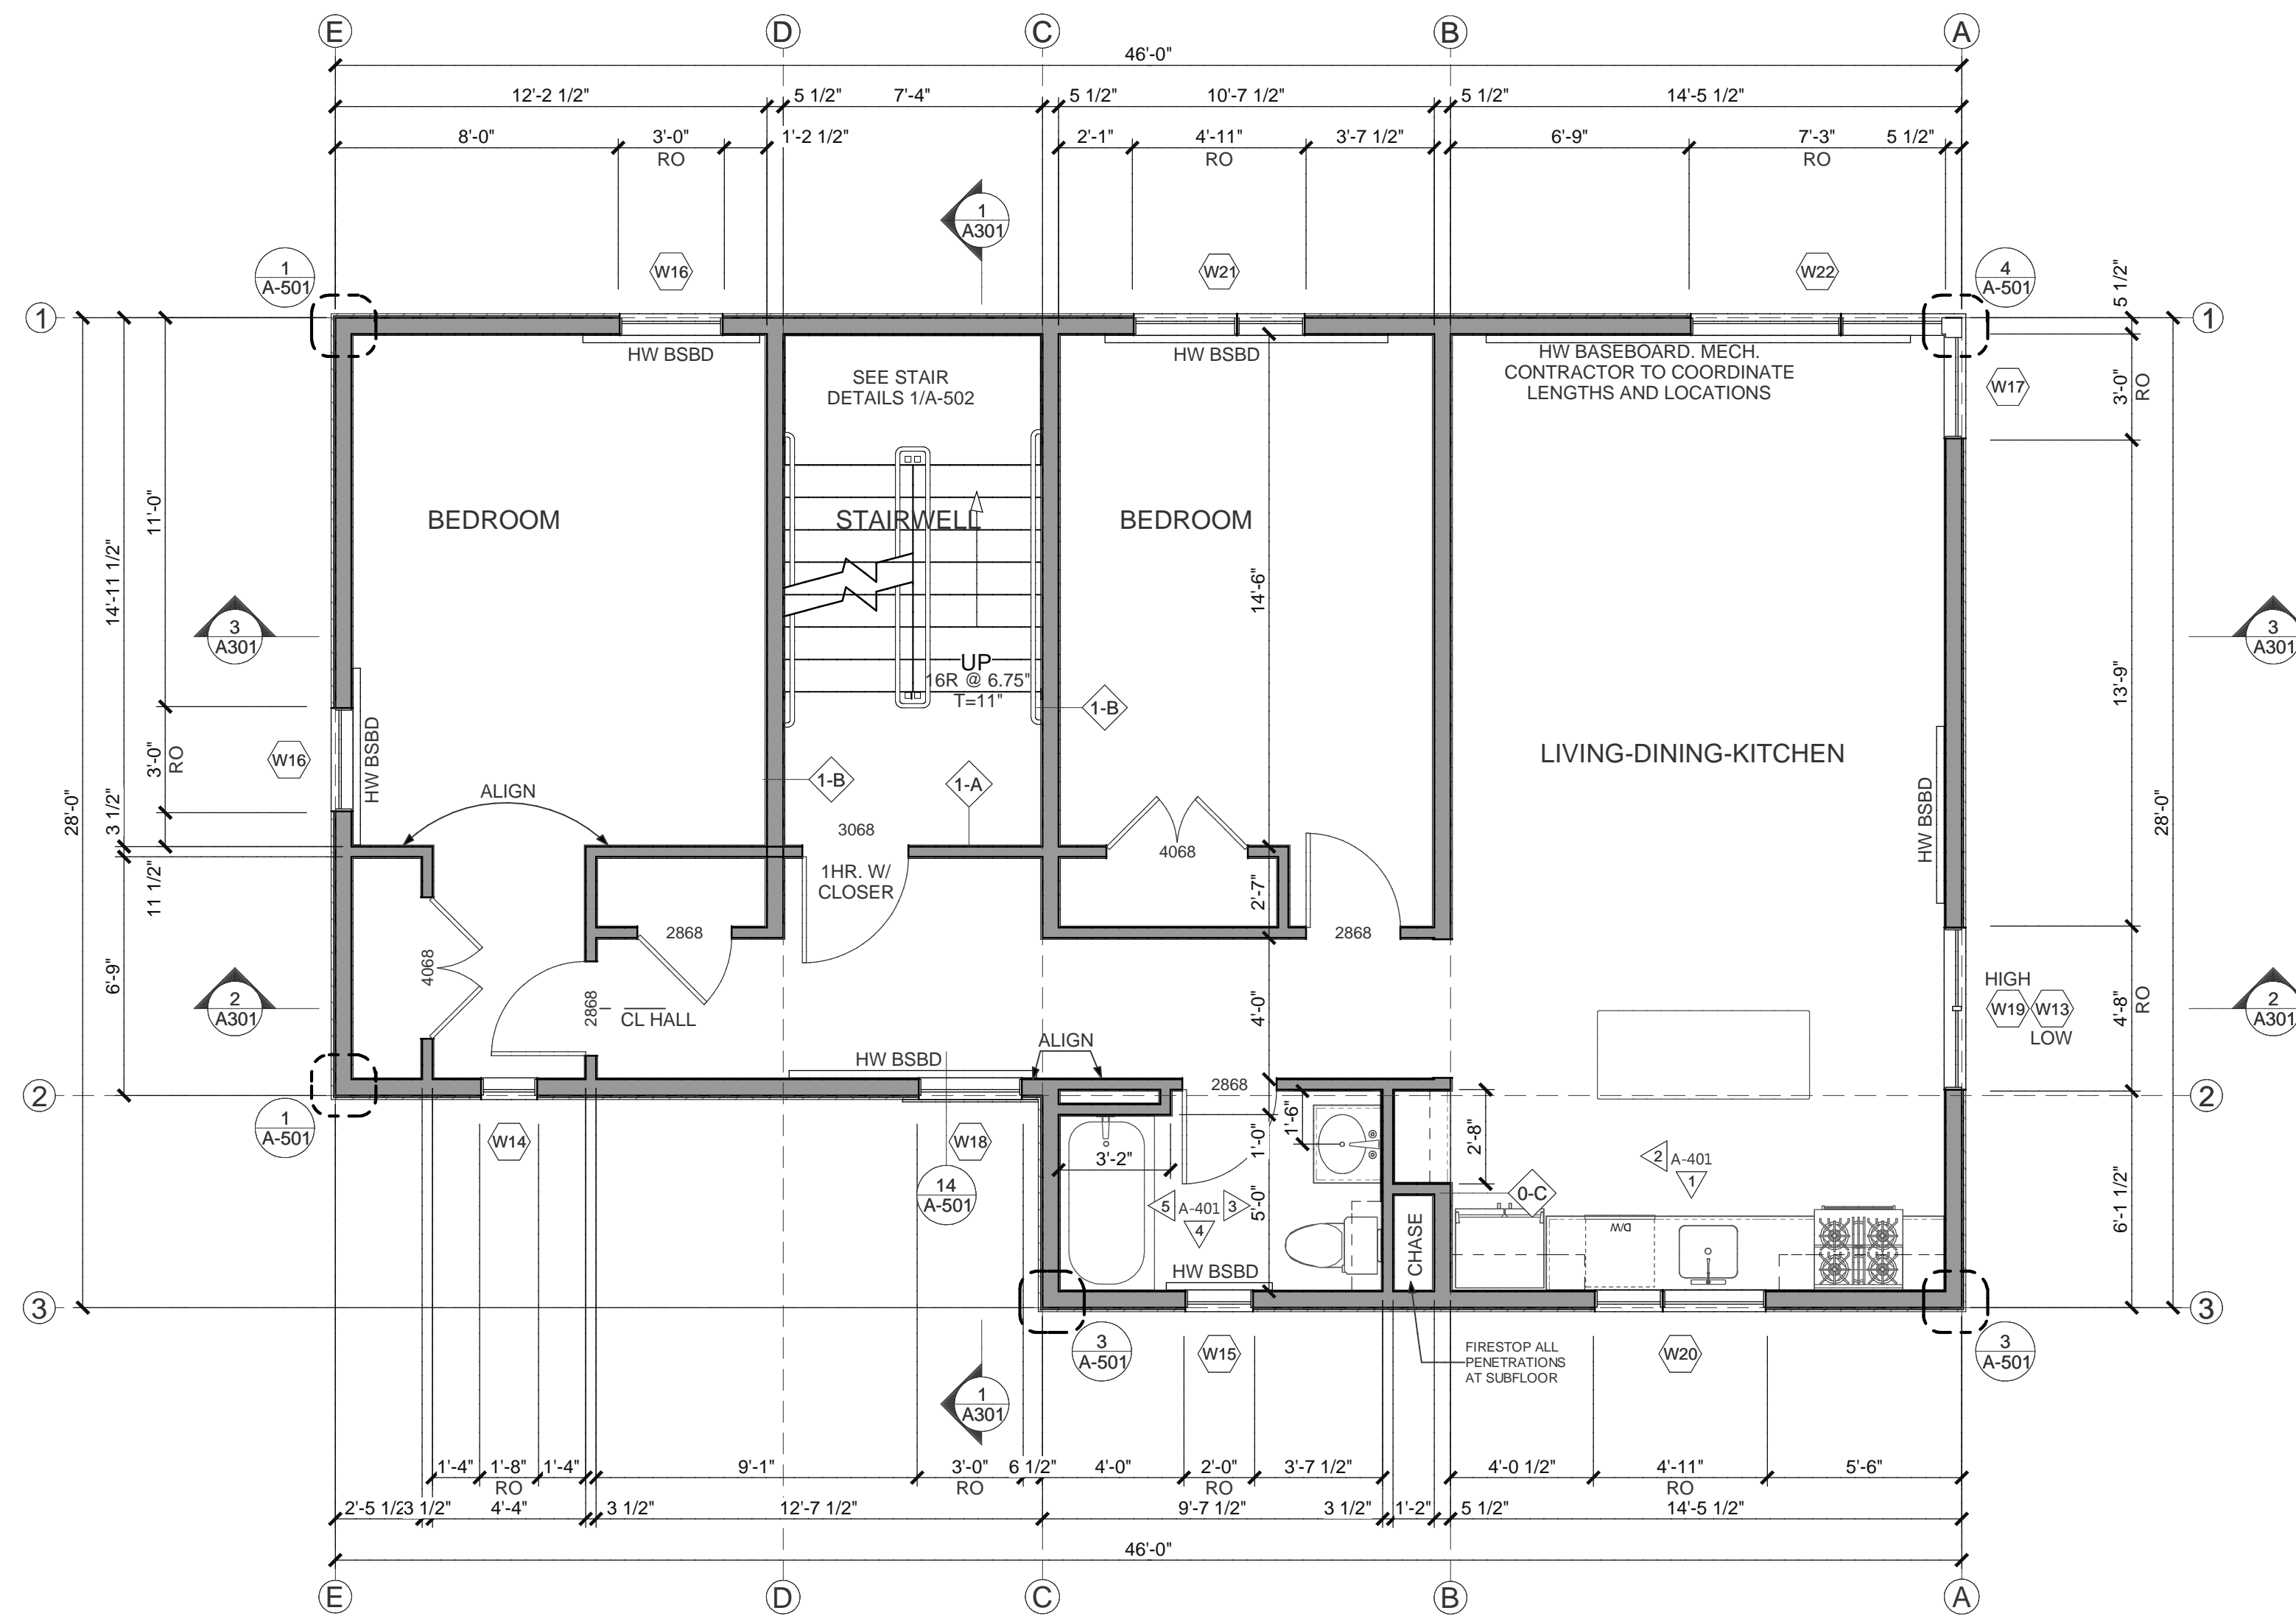 E
D
C
B
A
46'-0"
12'-2 1/2"
5 1/2"
7'-4"
5 1/2"
10'-7 1/2"
5 1/2"
14'-5 1/2"
8'-0"
3'-0"
RO
1'-2 1/2"
2'-1"
4'-11"
RO
3'-7 1/2"
6'-9"
7'-3"
RO
5 1/2"
1
A301
1
A-501
W16
W21
W22
4
A-501
5 1/2"
1
1
HW BSBD
SEE STAIR
DETAILS 1/A-502
HW BSBD
HW BASEBOARD. MECH.
CONTRACTOR TO COORDINATE
LENGTHS AND LOCATIONS
W17
3'-0"
RO
11'-0"
14'-11 1/2"
BEDROOM
STAIRWELL
BEDROOM
14'-6"
3
A301
3
A301
UP
16R @ 6.75"
T=11"
1-B
13'-9"
W16
3'-0"
RO
HW BSBD
1-B
1-A
LIVING-DINING-KITCHEN
ALIGN
28'-0"
3 1/2"
3068
4068
HW BSBD
28'-0"
11 1/2"
1HR. W/
CLOSER
2'-7"
2868
2868
6'-9"
4068
2868
CL HALL
2
A301
4'-0"
HIGH
W19
W13
LOW
4'-8"
RO
2
A301
HW BSBD
ALIGN
2868
2
2
1
A-501
W14
W18
14
A-501
3'-2"
1'-0"
1'-6"
2'-8"
2
A-401
1
5
A-401
3
4
5'-0"
0-C
CHASE
D/W
6'-1 1/2"
HW BSBD
3
3
3
A-501
W15
FIRESTOP ALL
PENETRATIONS
AT SUBFLOOR
W20
3
A-501
1
A301
1'-4"
1'-8"
RO
1'-4"
9'-1"
3'-0"
RO
6 1/2"
4'-0"
2'-0"
RO
3'-7 1/2"
4'-0 1/2"
4'-11"
RO
5'-6"
2'-5 1/2
3 1/2"
4'-4"
3 1/2"
12'-7 1/2"
9'-7 1/2"
3 1/2"
1'-2"
5 1/2"
14'-5 1/2"
46'-0"
E
D
C
B
A